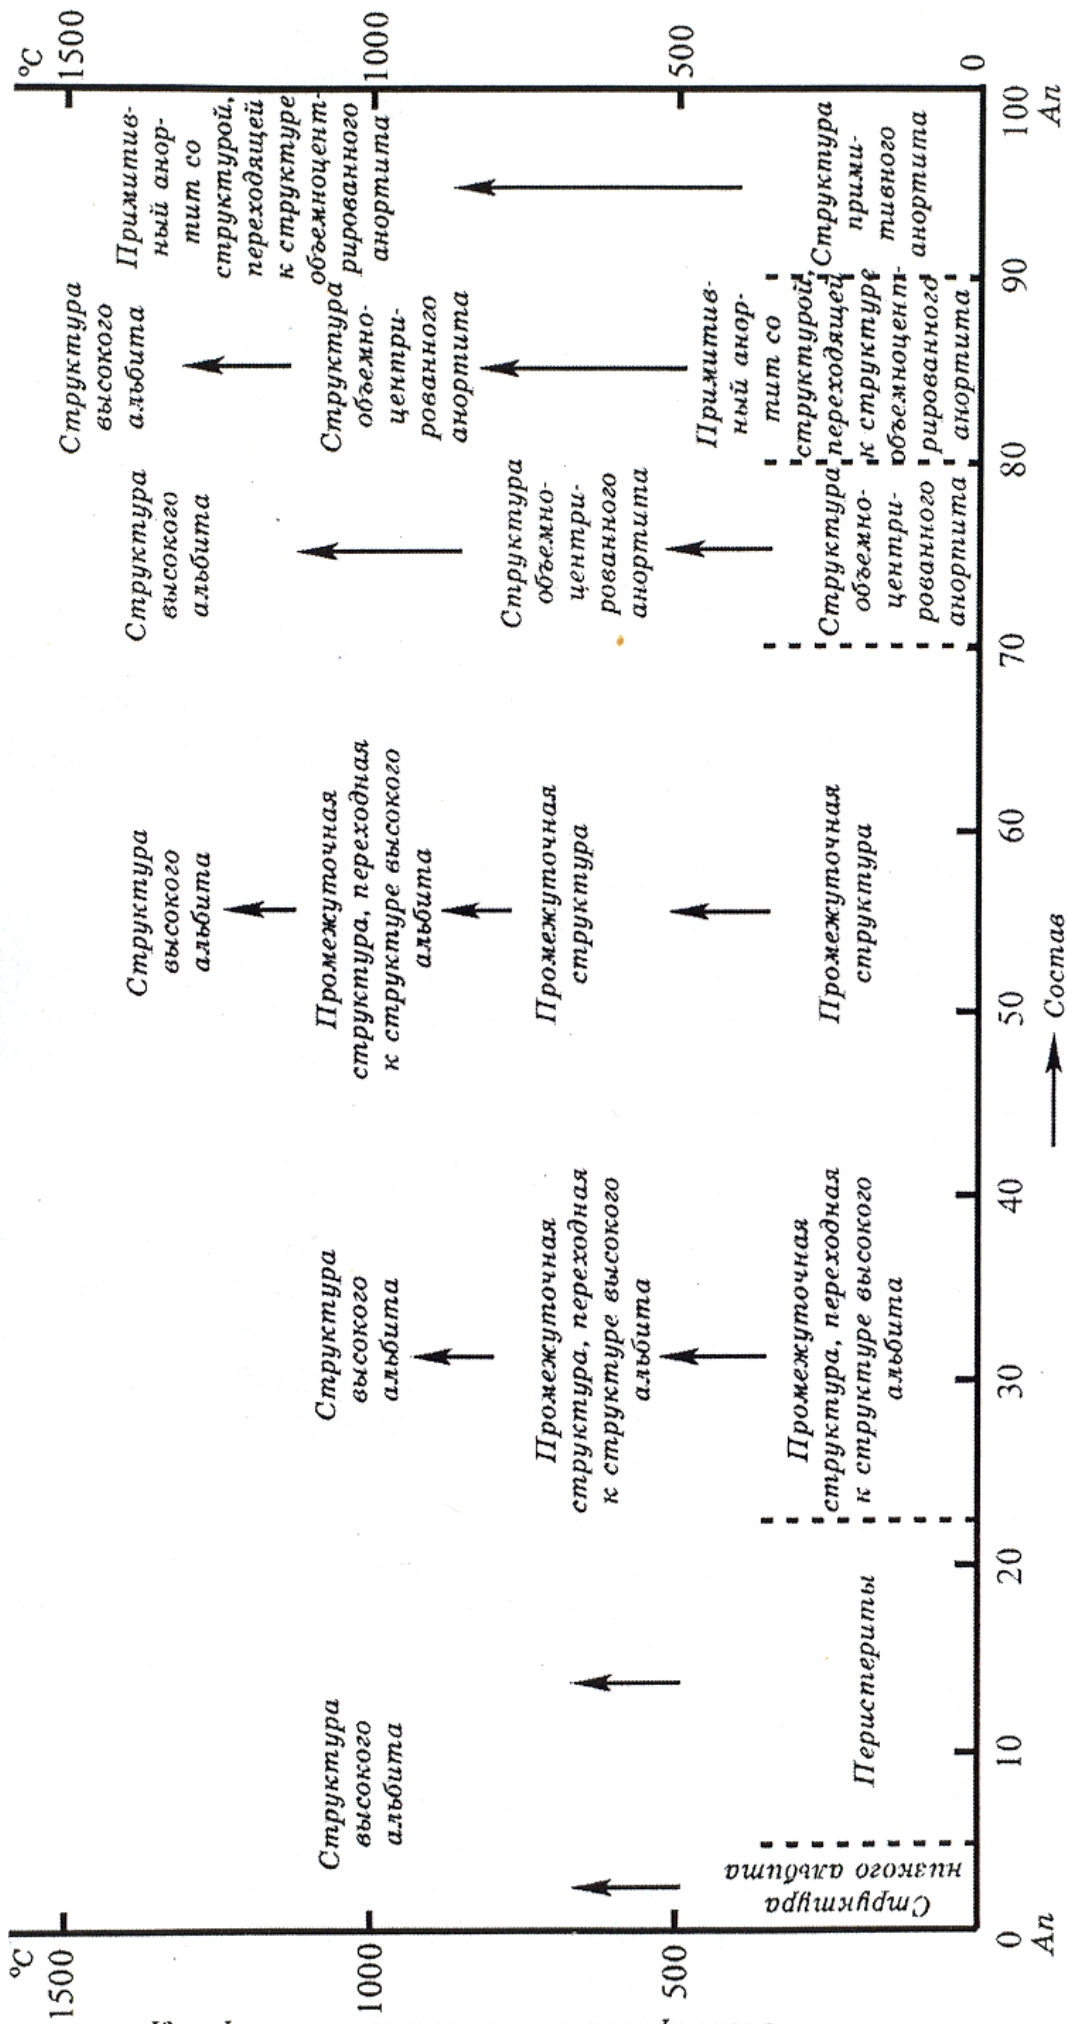 °C
1500
1000
500
°C
1500
1000
500
0
Структура
высокого
альбита
Структура
высокого
альбита
Структура
высокого
альбита
Структура
высокого
альбита
Структура
высокого
альбита
Примитив-
ный анор-
тит со
структурой,
переходящей
к структуре
объемноцент-
рированного
анортита
Промежуточная
структура, переходная
к структуре высокого
альбита
Структура
объемно-
центри-
рованного
анортита
Промежуточная
структура, переходная
к структуре высокого
альбита
Промежуточная
структура
Структура
объемно-
центри-
рованного
анортита
Структура
низкого альбита
Перистериты
Промежуточная
структура, переходная
к структуре высокого
альбита
Промежуточная
структура
Структура
объемно-
центри-
рованного
анортита
Примитив-
ный анор-
тит со
структурой,
переходящей
к структуре
объемноцент-
рированного
анортита
Структура
прими-
тивного
анортита
0 10 20 30 40 50 60 70 80 90 100
An
An
Состав